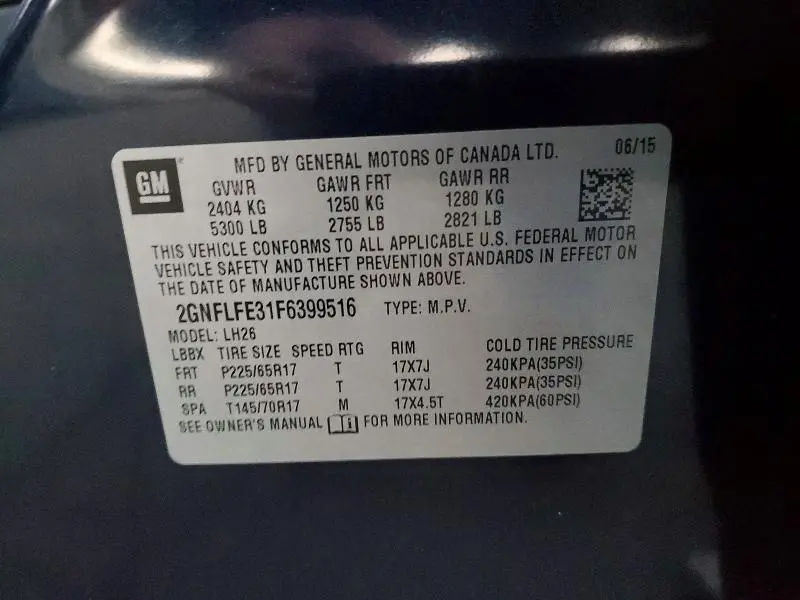 GM
MFD BY GENERAL MOTORS OF CANADA LTD. 06/15
GVWR GAWR FRT GAWR RR
2404 KG 1250 KG 1280 KG
5300 LB 2755 LB 2821 LB
THIS VEHICLE CONFORMS TO ALL APPLICABLE U.S. FEDERAL MOTOR
VEHICLE SAFETY AND THEFT PREVENTION STANDARDS IN EFFECT ON
THE DATE OF MANUFACTURE SHOWN ABOVE.
2GNFLFE31F6399516 TYPE: M.P.V.
MODEL: LH26
LBBX TIRE SIZE SPEED RTG RIM COLD TIRE PRESSURE
FRT P225/65R17 T 17X7J 240KPA(35PSI)
RR P225/65R17 T 17X7J 240KPA(35PSI)
SPA T145/70R17 M 17X4.5T 420KPA(60PSI)
SEE OWNER'S MANUAL FOR MORE INFORMATION.